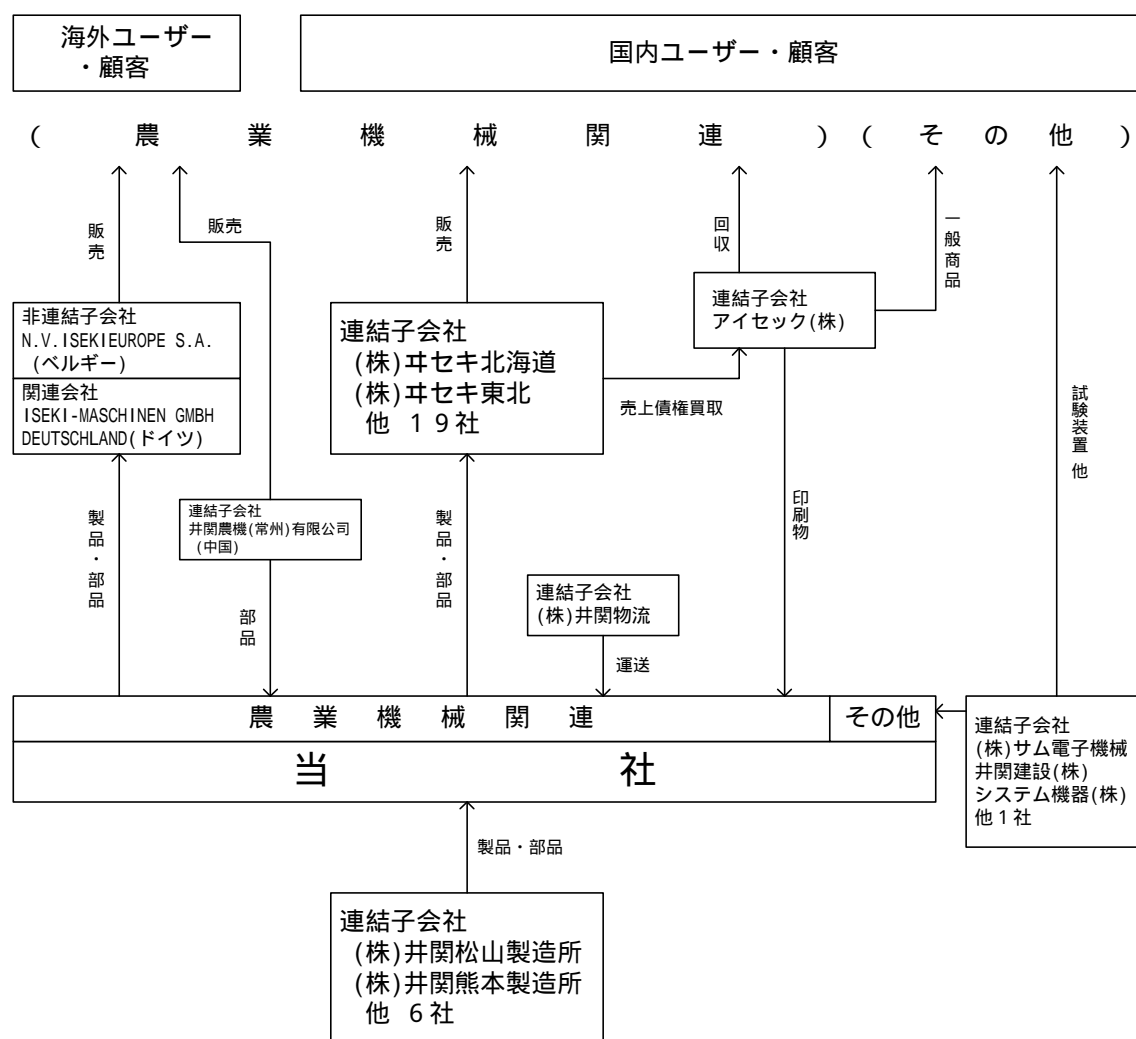 海外ユーザー
・顧客
国内ユーザー・顧客
( 農 業 機 械 関 連 ) ( そ の 他 )
販売
販売
販売
回収
一般商品
非連結子会社
N.V.ISEKIEUROPE S.A.
(ベルギー)
関連会社
ISEKI-MASCHINEN GMBH
DEUTSCHLAND(ドイツ)
連結子会社
(株)ヰセキ北海道
(株)ヰセキ東北
他 19社
連結子会社
アイセック(株)
売上債権買取
試験装置 他
製品・部品
連結子会社
井関農機(常州)有限公司
(中国)
製品・部品
印刷物
連結子会社
(株)井関物流
部品
運送
農 業 機 械 関 連
その他
当 社
連結子会社
(株)サム電子機械
井関建設(株)
システム機器(株)
他1社
製品・部品
連結子会社
(株)井関松山製造所
(株)井関熊本製造所
他 6社